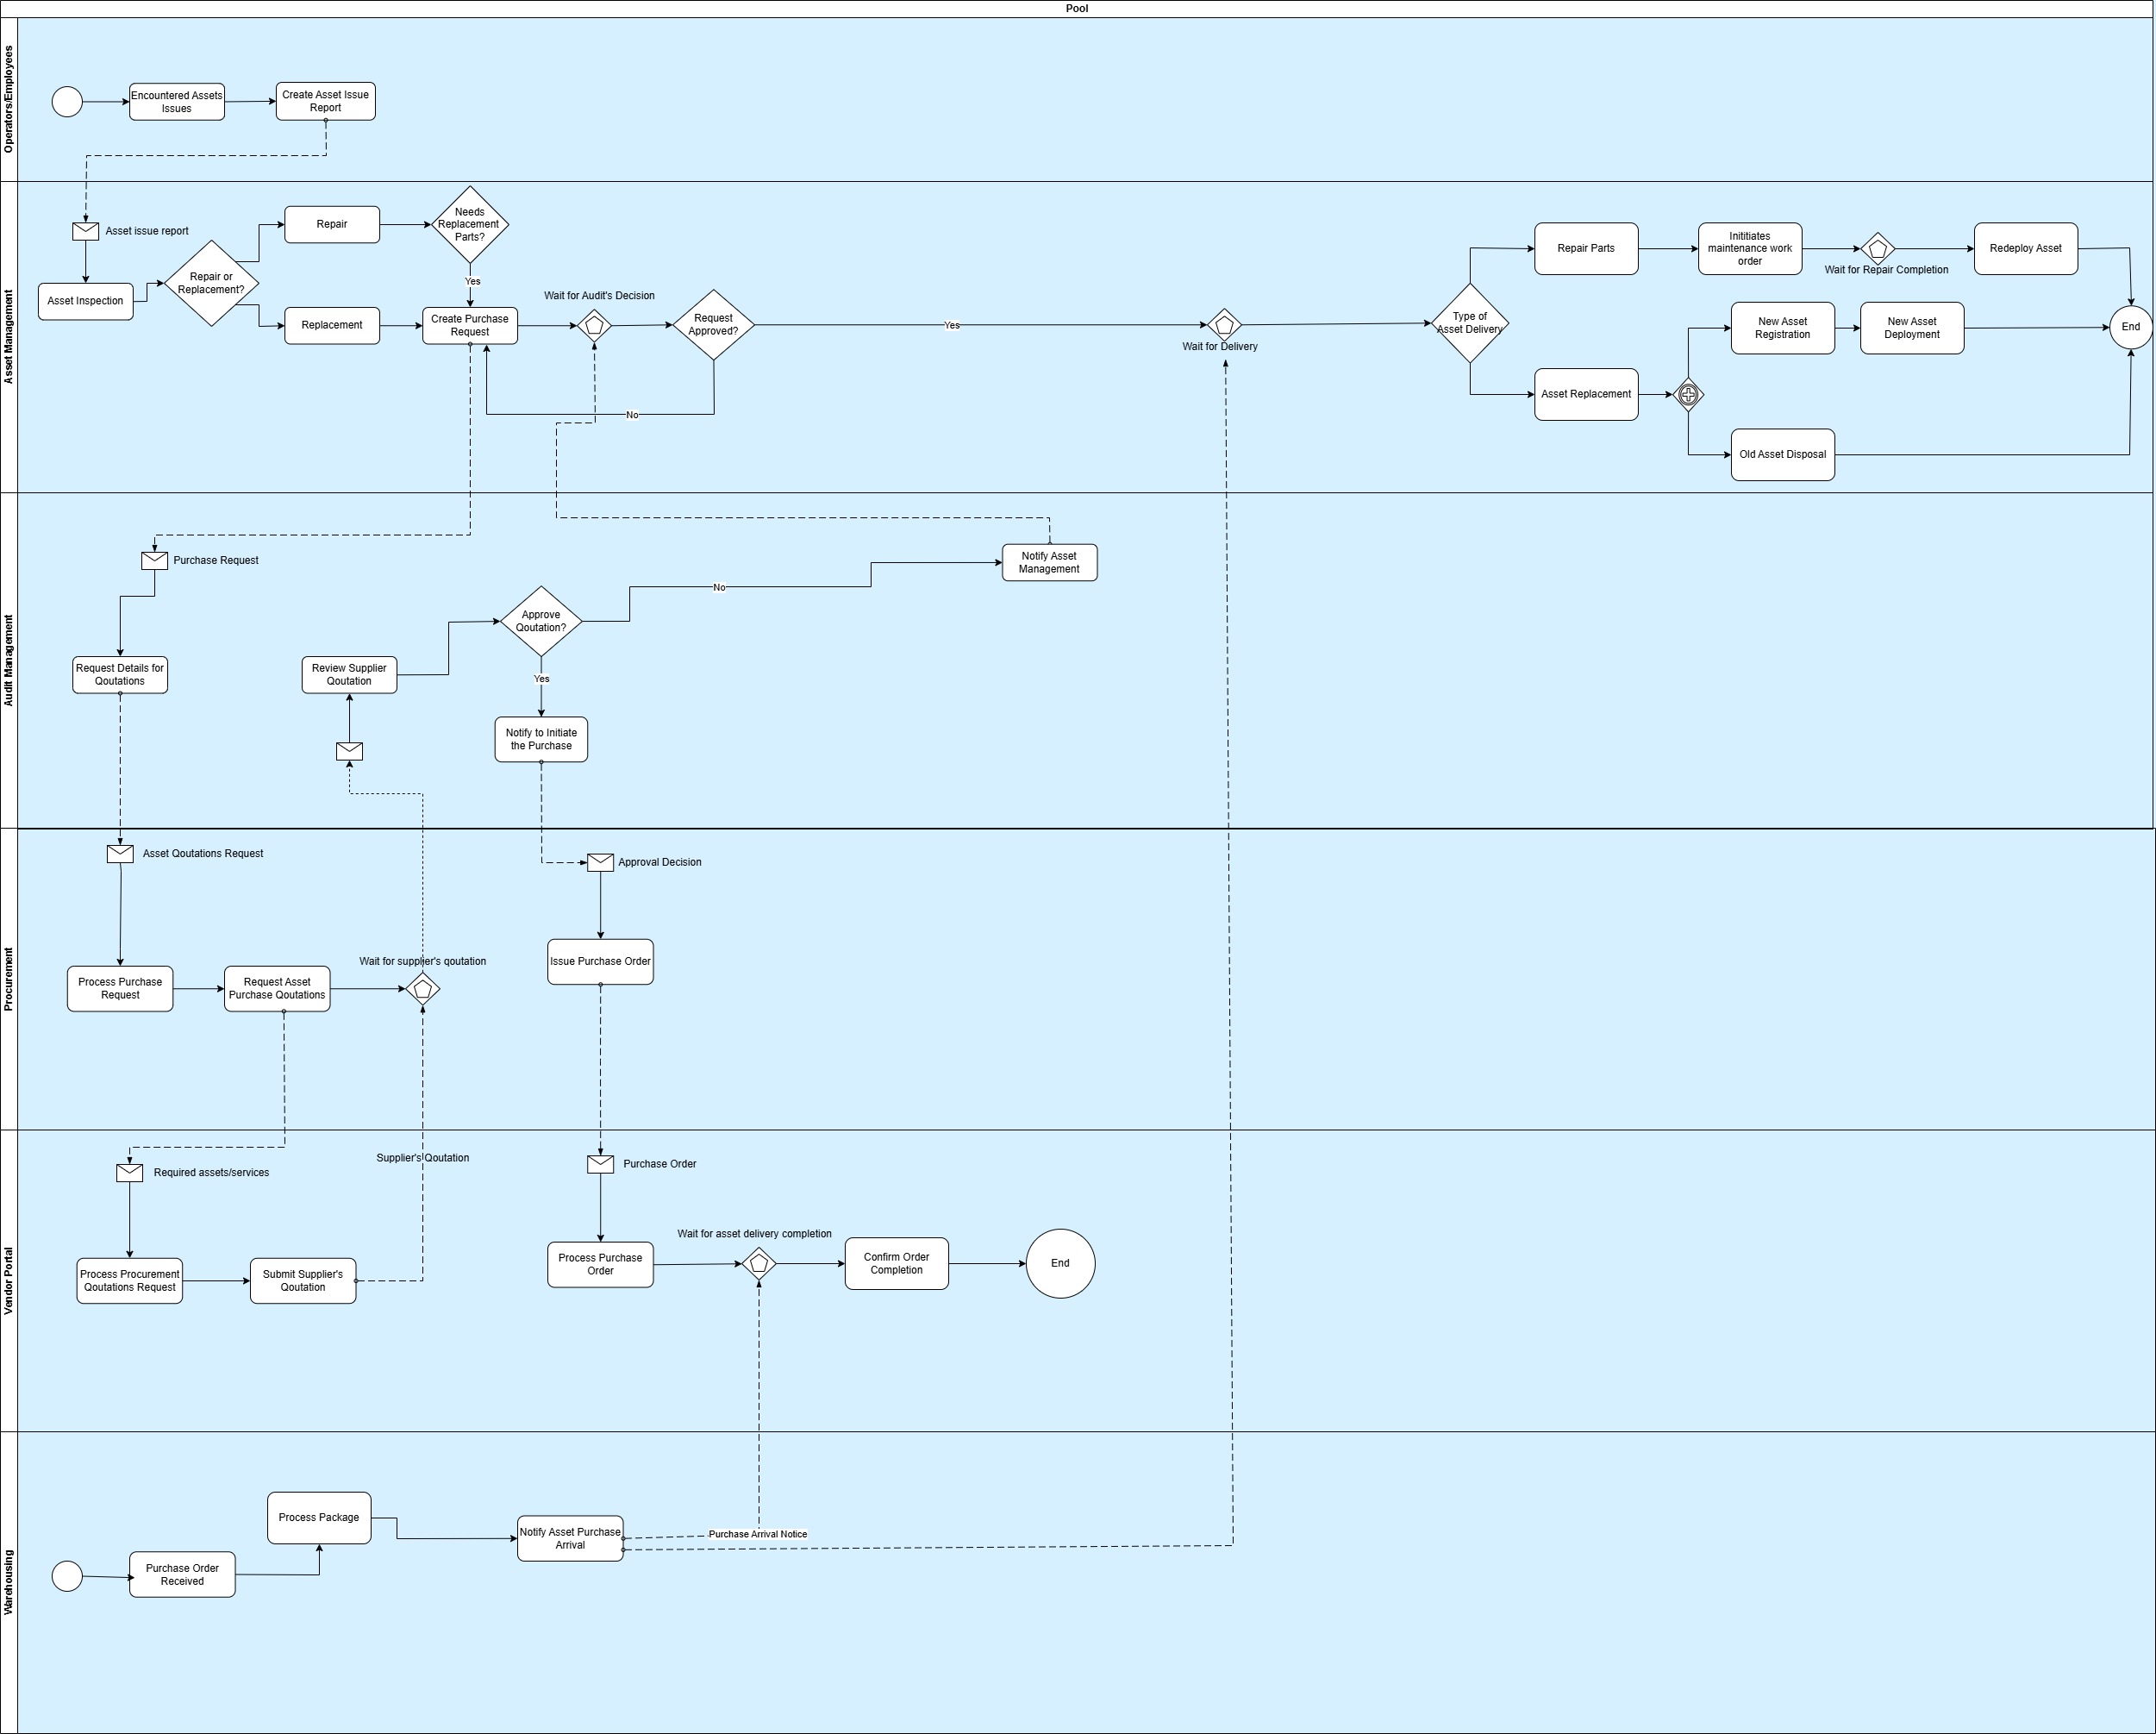 Pool
Operators/Employees
Encountered Assets
Issues
Create Asset Issue
Report
Asset Management
Asset issue report
Asset Inspection
Repair or
Replacement?
Repair
Replacement
Needs
Replacement
Parts?
Yes
Create Purchase
Request
Wait for Audit's Decision
Request
Approved?
Yes
No
Wait for Delivery
Type of
Asset Delivery
Repair Parts
Inititiates
maintenance work
order
Wait for Repair Completion
Redeploy Asset
New Asset
Registration
New Asset
Deployment
End
Asset Replacement
Old Asset Disposal
Audit Management
Purchase Request
Request Details for
Qoutations
Review Supplier
Qoutation
Approve
Qoutation?
No
Yes
Notify Asset
Management
Notify to Initiate
the Purchase
Procurement
Asset Qoutations Request
Approval Decision
Process Purchase
Request
Request Asset
Purchase Qoutations
Wait for supplier's qoutation
Issue Purchase Order
Vendor Portal
Required assets/services
Supplier's Qoutation
Purchase Order
Process Procurement
Qoutations Request
Submit Supplier's
Qoutation
Process Purchase
Order
Wait for asset delivery completion
Confirm Order
Completion
End
Warehousing
Process Package
Notify Asset Purchase
Arrival
Purchase Arrival Notice
Purchase Order
Received